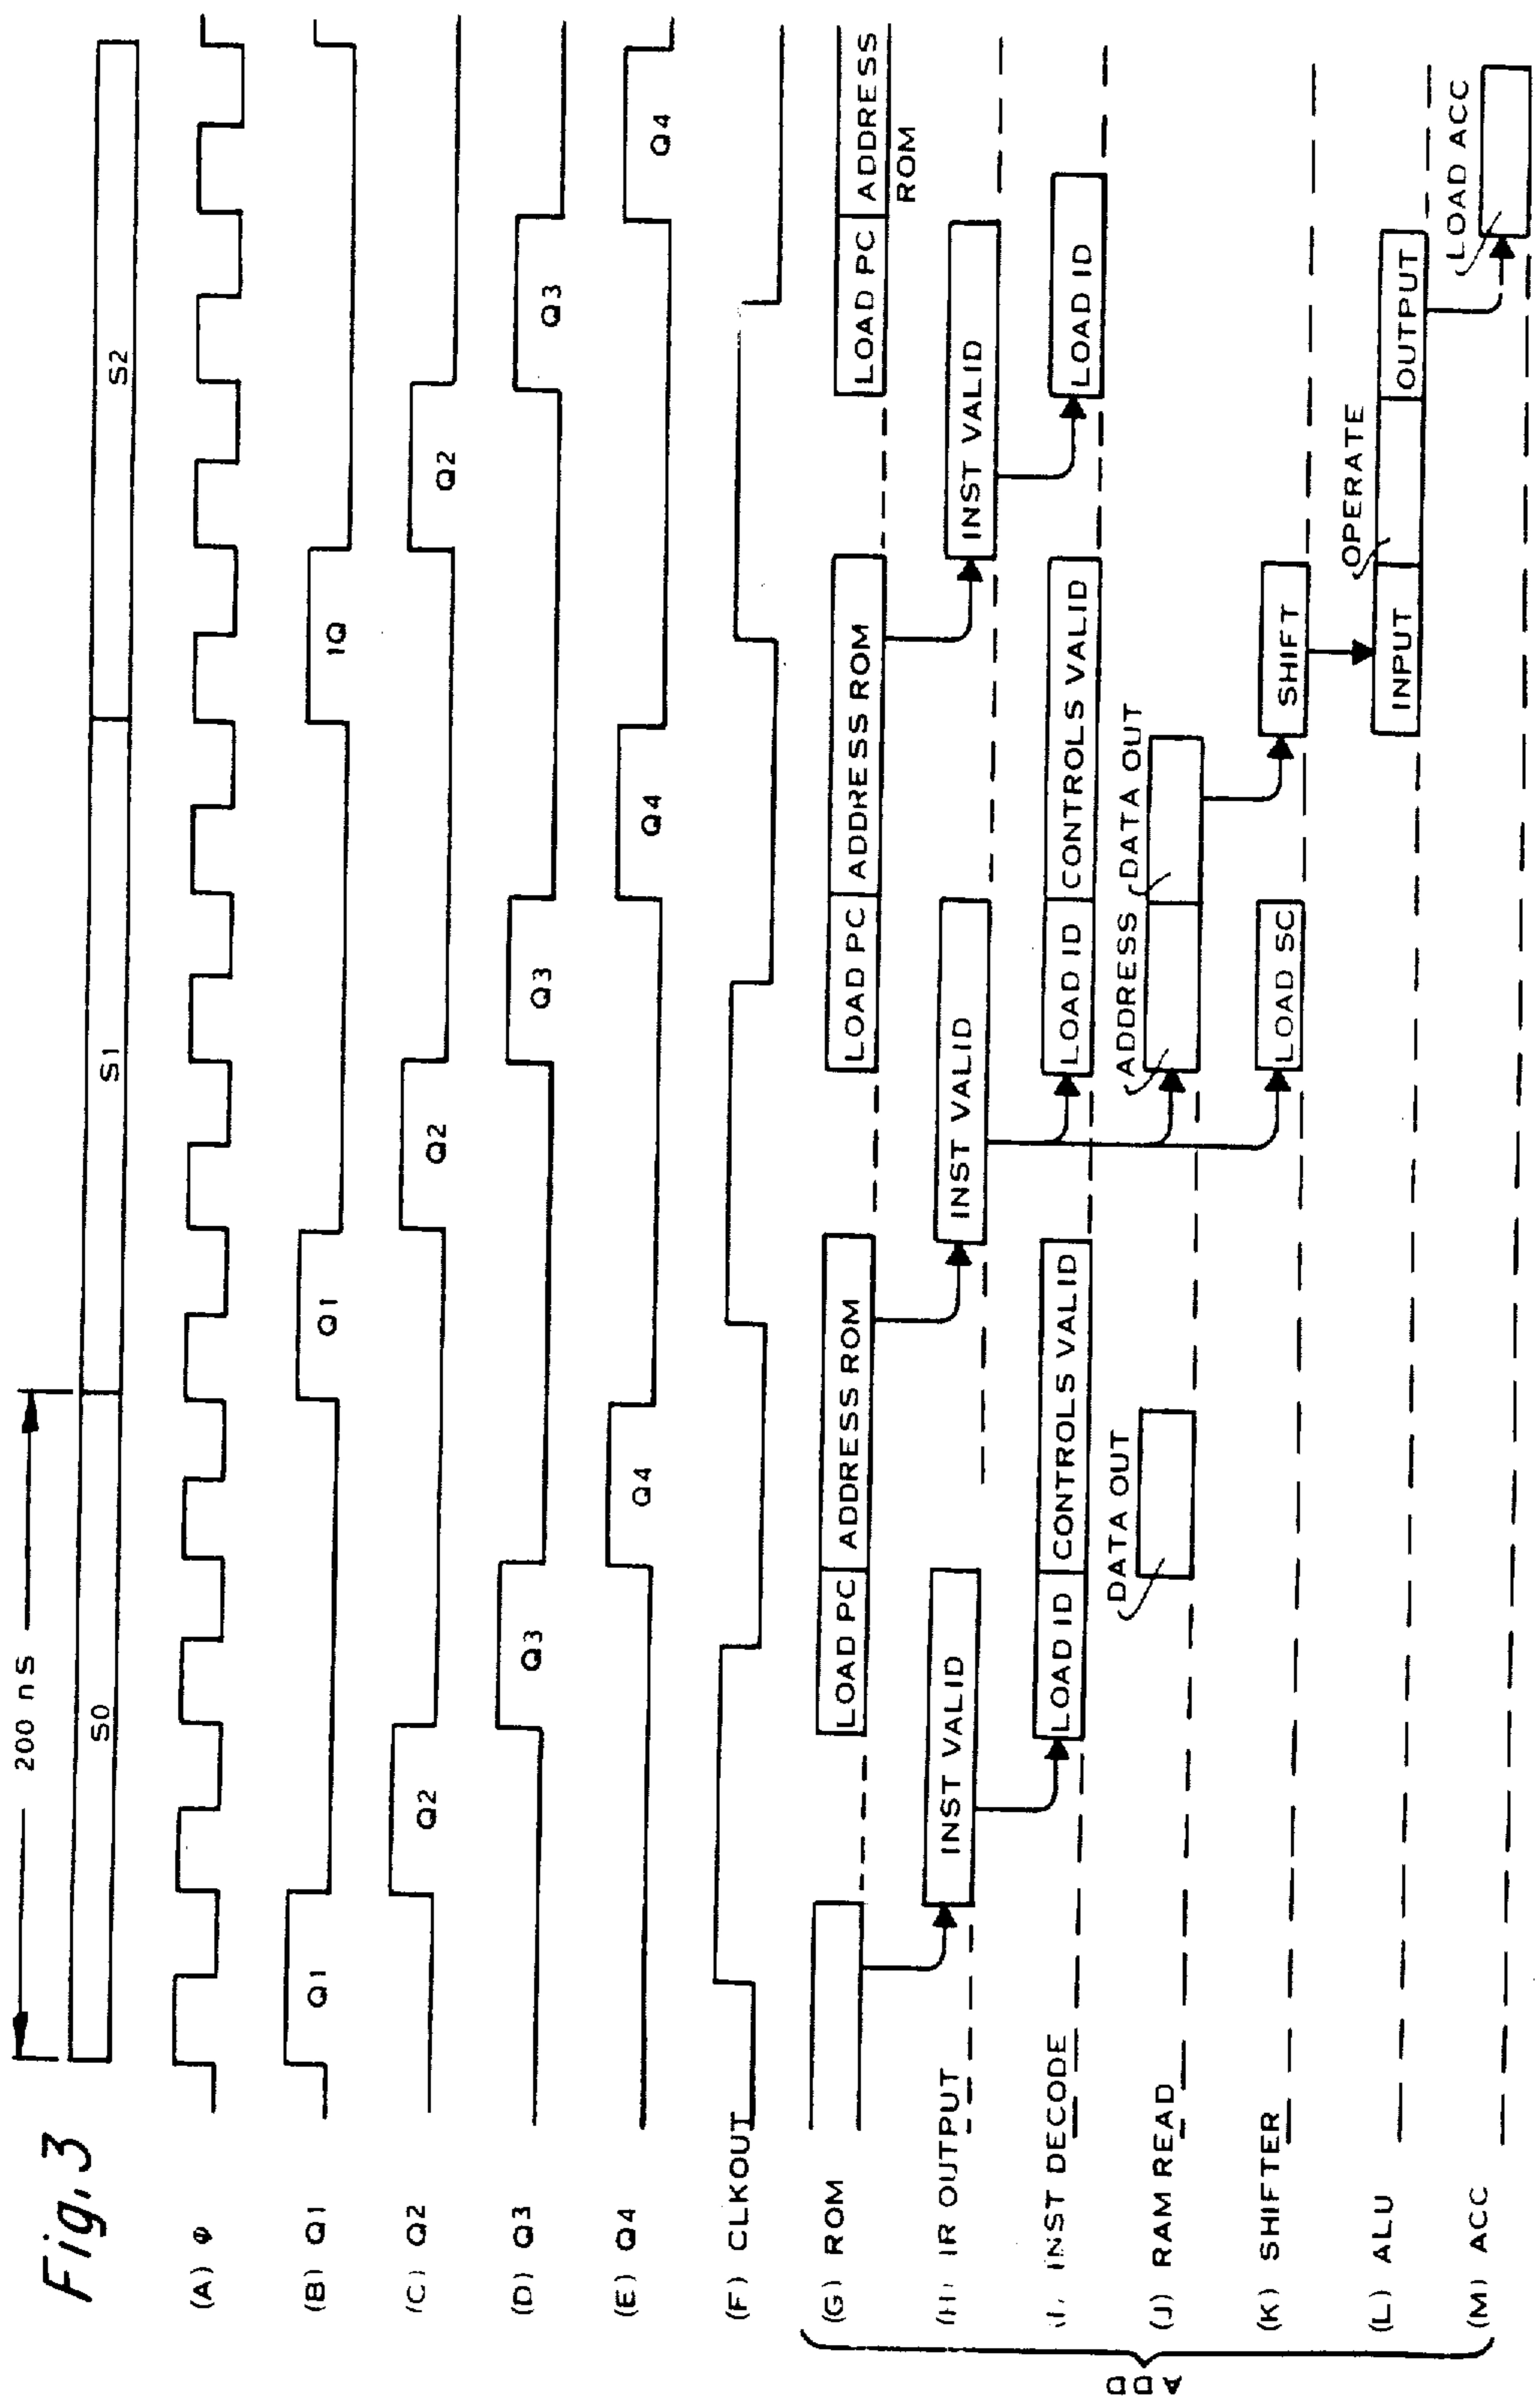 Fig. 3
200 nS
S0 S1 S2
(A) Φ
(B) Q1 Q1 Q1 Q1
(C) Q2 Q2 Q2 Q2
(D) Q3 Q3 Q3 Q3
(E) Q4 Q4 Q4 Q4
(F) CLKOUT
ADD
(G) ROM LOAD PC ADDRESS ROM LOAD PC ADDRESS ROM LOAD PC ADDRESS
ROM
(H) IR OUTPUT INST VALID INST VALID INST VALID
(I) INST DECODE LOAD ID CONTROLS VALID LOAD ID CONTROLS VALID LOAD ID
DATA OUT ADDRESS DATA OUT
(J) RAM READ
(K) SHIFTER LOAD SC SHIFT
OPERATE
(L) ALU INPUT OUTPUT
LOAD ACC
(M) ACC